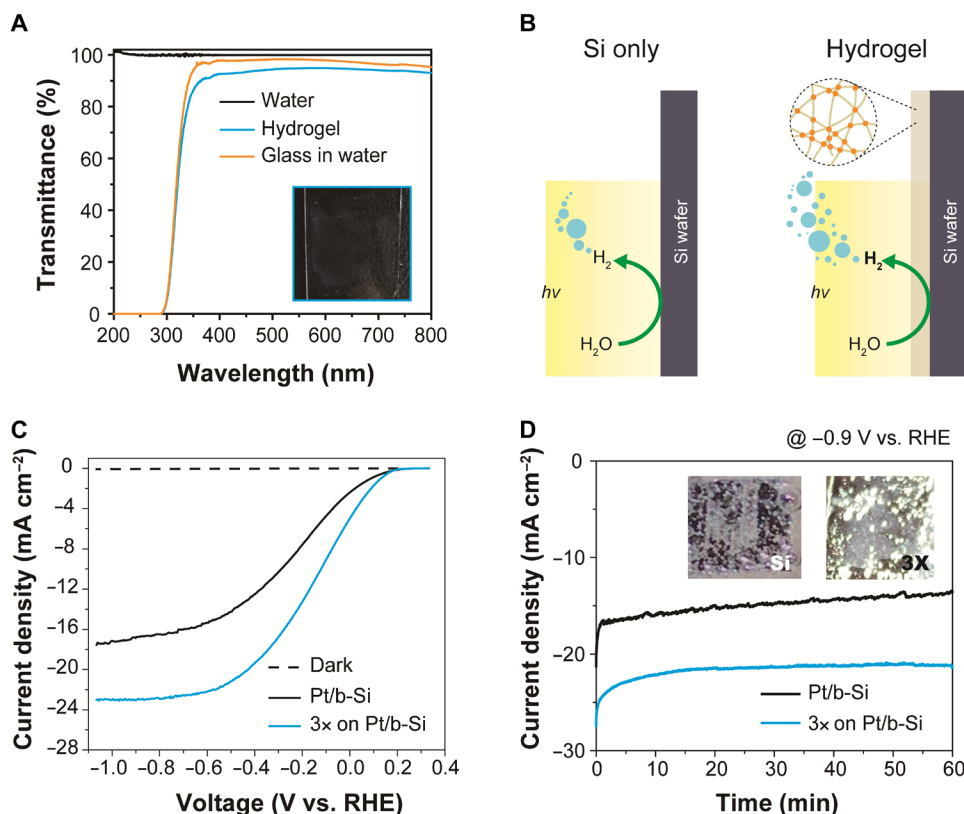 A
Transmittance (%)
100
80
60
40
20
0
200
300
400
500
600
700
800
Wavelength (nm)
Water
Hydrogel
Glass in water
B
Si only
Hydrogel
hv
H₂
H₂O
Si wafer
hv
H₂
H₂O
Si wafer
C
Current density (mA cm⁻²)
0
−4
−8
−12
−16
−20
−24
−28
−1.0
−0.8
−0.6
−0.4
−0.2
0.0
0.2
0.4
Voltage (V vs. RHE)
Dark
Pt/b-Si
3× on Pt/b-Si
D
@ −0.9 V vs. RHE
Current density (mA cm⁻²)
0
−10
−20
−30
0
10
20
30
40
50
60
Time (min)
Si
3X
Pt/b-Si
3× on Pt/b-Si